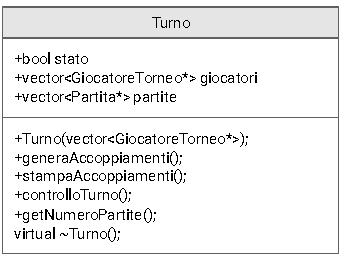 Turno
+bool stato
+vector<GiocatoreTorneo*> giocatori
+vector<Partita*> partite
+Turno(vector<GiocatoreTorneo*>);
+generaAccoppiamenti();
+stampaAccoppiamenti();
+controlloTurno();
+getNumeroPartite();
virtual ~Turno();